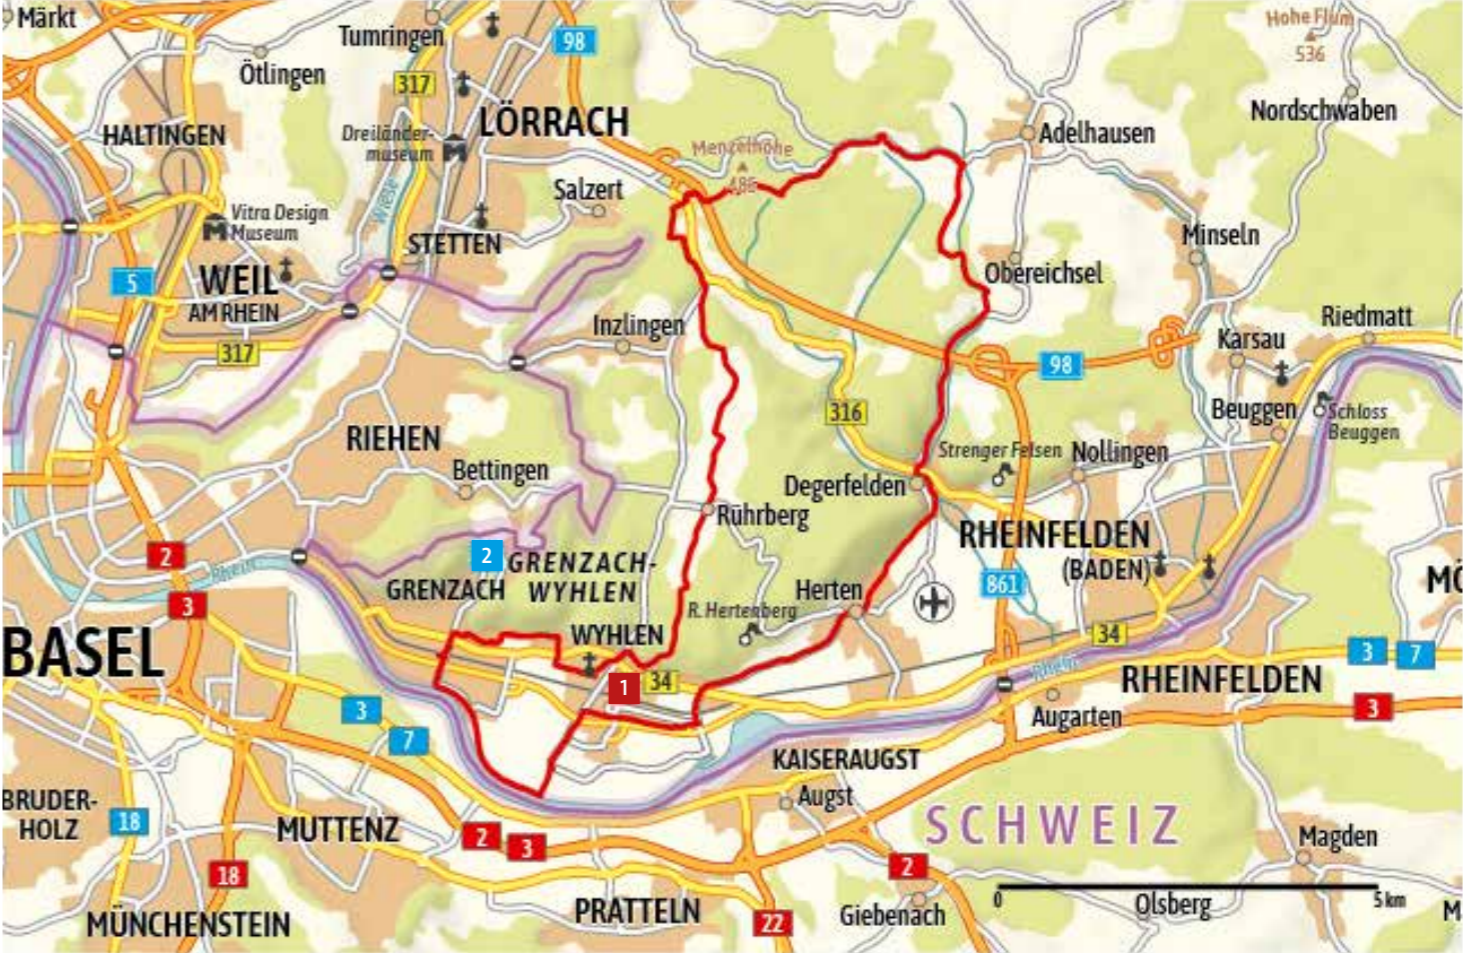 Märkt
Tumringen
98
Hohe Flum
536
Ötlingen
317
Nordschwaben
HALTINGEN
Dreiländer-
museum
LÖRRACH
Adelhausen
Menzelhöhe
486
Salzert
Wiese
Vitra Design
Museum
STETTEN
Minseln
5
WEIL
AM RHEIN
Obereichsel
Inzlingen
Riedmatt
317
Karsau
98
316
Beuggen
Schloss
Beuggen
RIEHEN
Bettingen
Strenger Felsen
Nollingen
Degerfelden
Rührberg
RHEINFELDEN
(BADEN)
2
Rhein
2
GRENZACH-
WYHLEN
GRENZACH
861
Herten
3
R. Hertenberg
BASEL
WYHLEN
34
Rhein
3
7
1
34
RHEINFELDEN
3
Augarten
3
7
KAISERAUGST
Augst
BRUDER-
HOLZ
18
MUTTENZ
SCHWEIZ
2
3
Magden
2
18
0
5 km
Olsberg
MÜNCHENSTEIN
PRATTELN
22
Giebenach